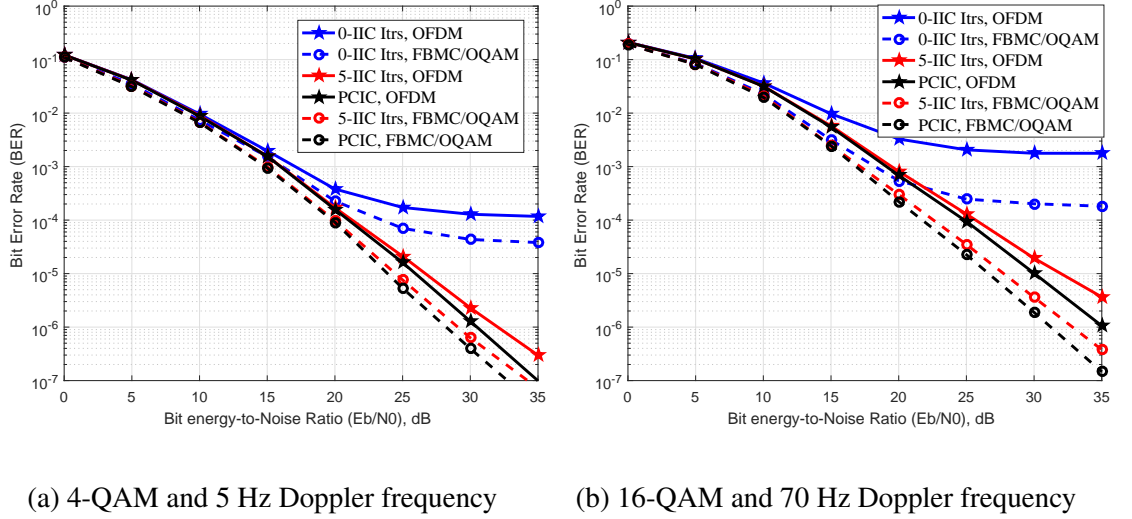 0-IIC Itrs, OFDM
0-IIC Itrs, FBMC/OQAM
5-IIC Itrs, OFDM
PCIC, OFDM
5-IIC Itrs, FBMC/OQAM
PCIC, FBMC/OQAM
10^0
10^-1
10^-2
10^-3
10^-4
10^-5
10^-6
10^-7
Bit Error Rate (BER)
0 5 10 15 20 25 30 35
Bit energy-to-Noise Ratio (Eb/N0), dB
(a) 4-QAM and 5 Hz Doppler frequency
0-IIC Itrs, OFDM
0-IIC Itrs, FBMC/OQAM
5-IIC Itrs, OFDM
PCIC, OFDM
5-IIC Itrs, FBMC/OQAM
PCIC, FBMC/OQAM
10^0
10^-1
10^-2
10^-3
10^-4
10^-5
10^-6
10^-7
Bit Error Rate (BER)
0 5 10 15 20 25 30 35
Bit energy-to-Noise Ratio (Eb/N0), dB
(b) 16-QAM and 70 Hz Doppler frequency